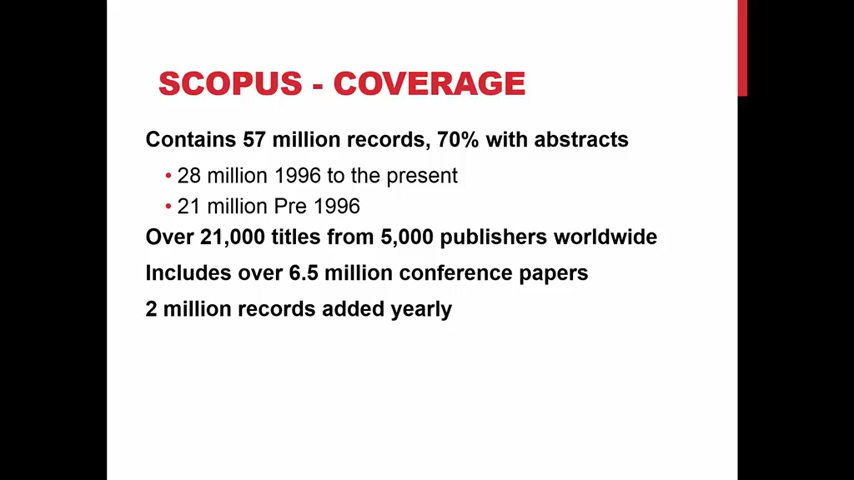 SCOPUS - COVERAGE
Contains 57 million records, 70% with abstracts
• 28 million 1996 to the present
• 21 million Pre 1996
Over 21,000 titles from 5,000 publishers worldwide
Includes over 6.5 million conference papers
2 million records added yearly